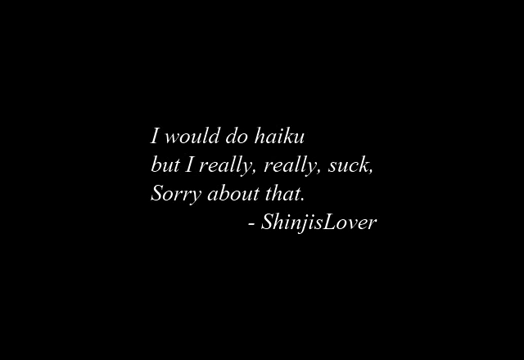 I would do haiku
but I really, really, suck,
Sorry about that.
- ShinjisLover